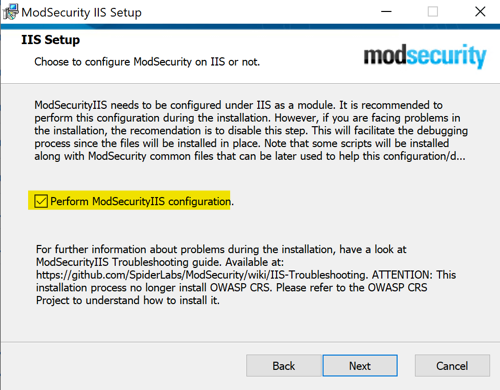 ModSecurity IIS Setup
IIS Setup
Choose to configure ModSecurity on IIS or not.
modsecurity
ModSecurityIIS needs to be configured under IIS as a module. It is recommended to
perform this configuration during the installation. However, if you are facing problems in
the installation, the recomendation is to disable this step. This will facilitate the debugging
process since the files will be installed in place. Note that some scripts will be installed
along with ModSecurity common files that can be later used to help this configuration/d...
Perform ModSecurityIIS configuration.
For further information about problems during the installation, have a look at
ModSecurityIIS Troubleshooting guide. Available at:
https://github.com/SpiderLabs/ModSecurity/wiki/IIS-Troubleshooting. ATTENTION: This
installation process no longer install OWASP CRS. Please refer to the OWASP CRS
Project to understand how to install it.
Back
Next
Cancel